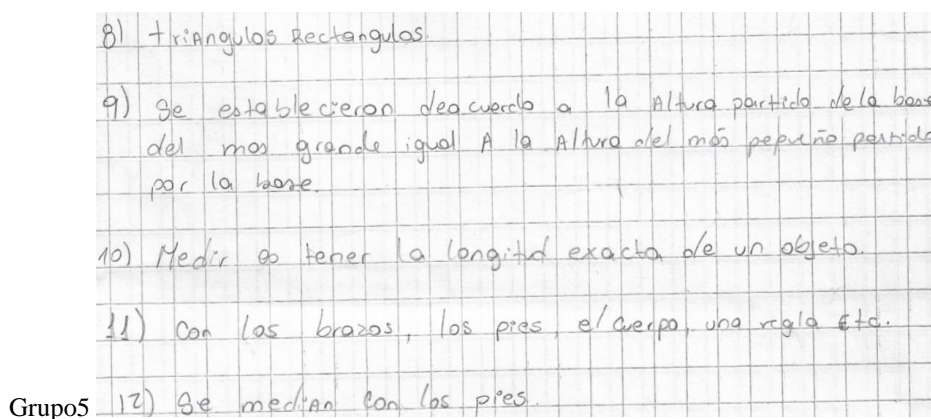 8) triAngulos Rectangulos.
9) Se establecieron deacuerdo a la Altura partido de la base
del mas grande igual A la Altura del más pepueño partido
por la base.
10) Medir es tener la longitud exacta de un objeto.
11) Con los brazos, los pies, el cuerpo, una regla Etc.
Grupo5 12) Se median con los pies.